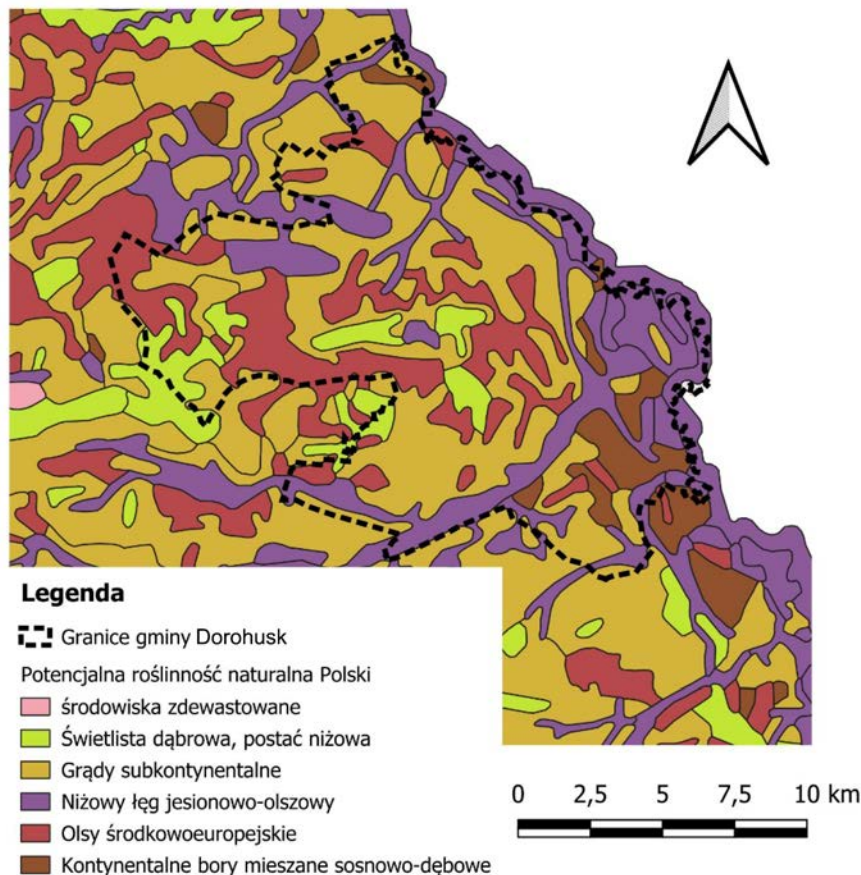 Legenda
Granice gminy Dorohusk
Potencjalna roślinność naturalna Polski
środowiska zdewastowane
Świetlista dąbrowa, postać niżowa
Grądy subkontynentalne
Niżowy łęg jesionowo-olszowy
Olsy środkowoeuropejskie
Kontynentalne bory mieszane sosnowo-dębowe
0 2,5 5 7,5 10 km